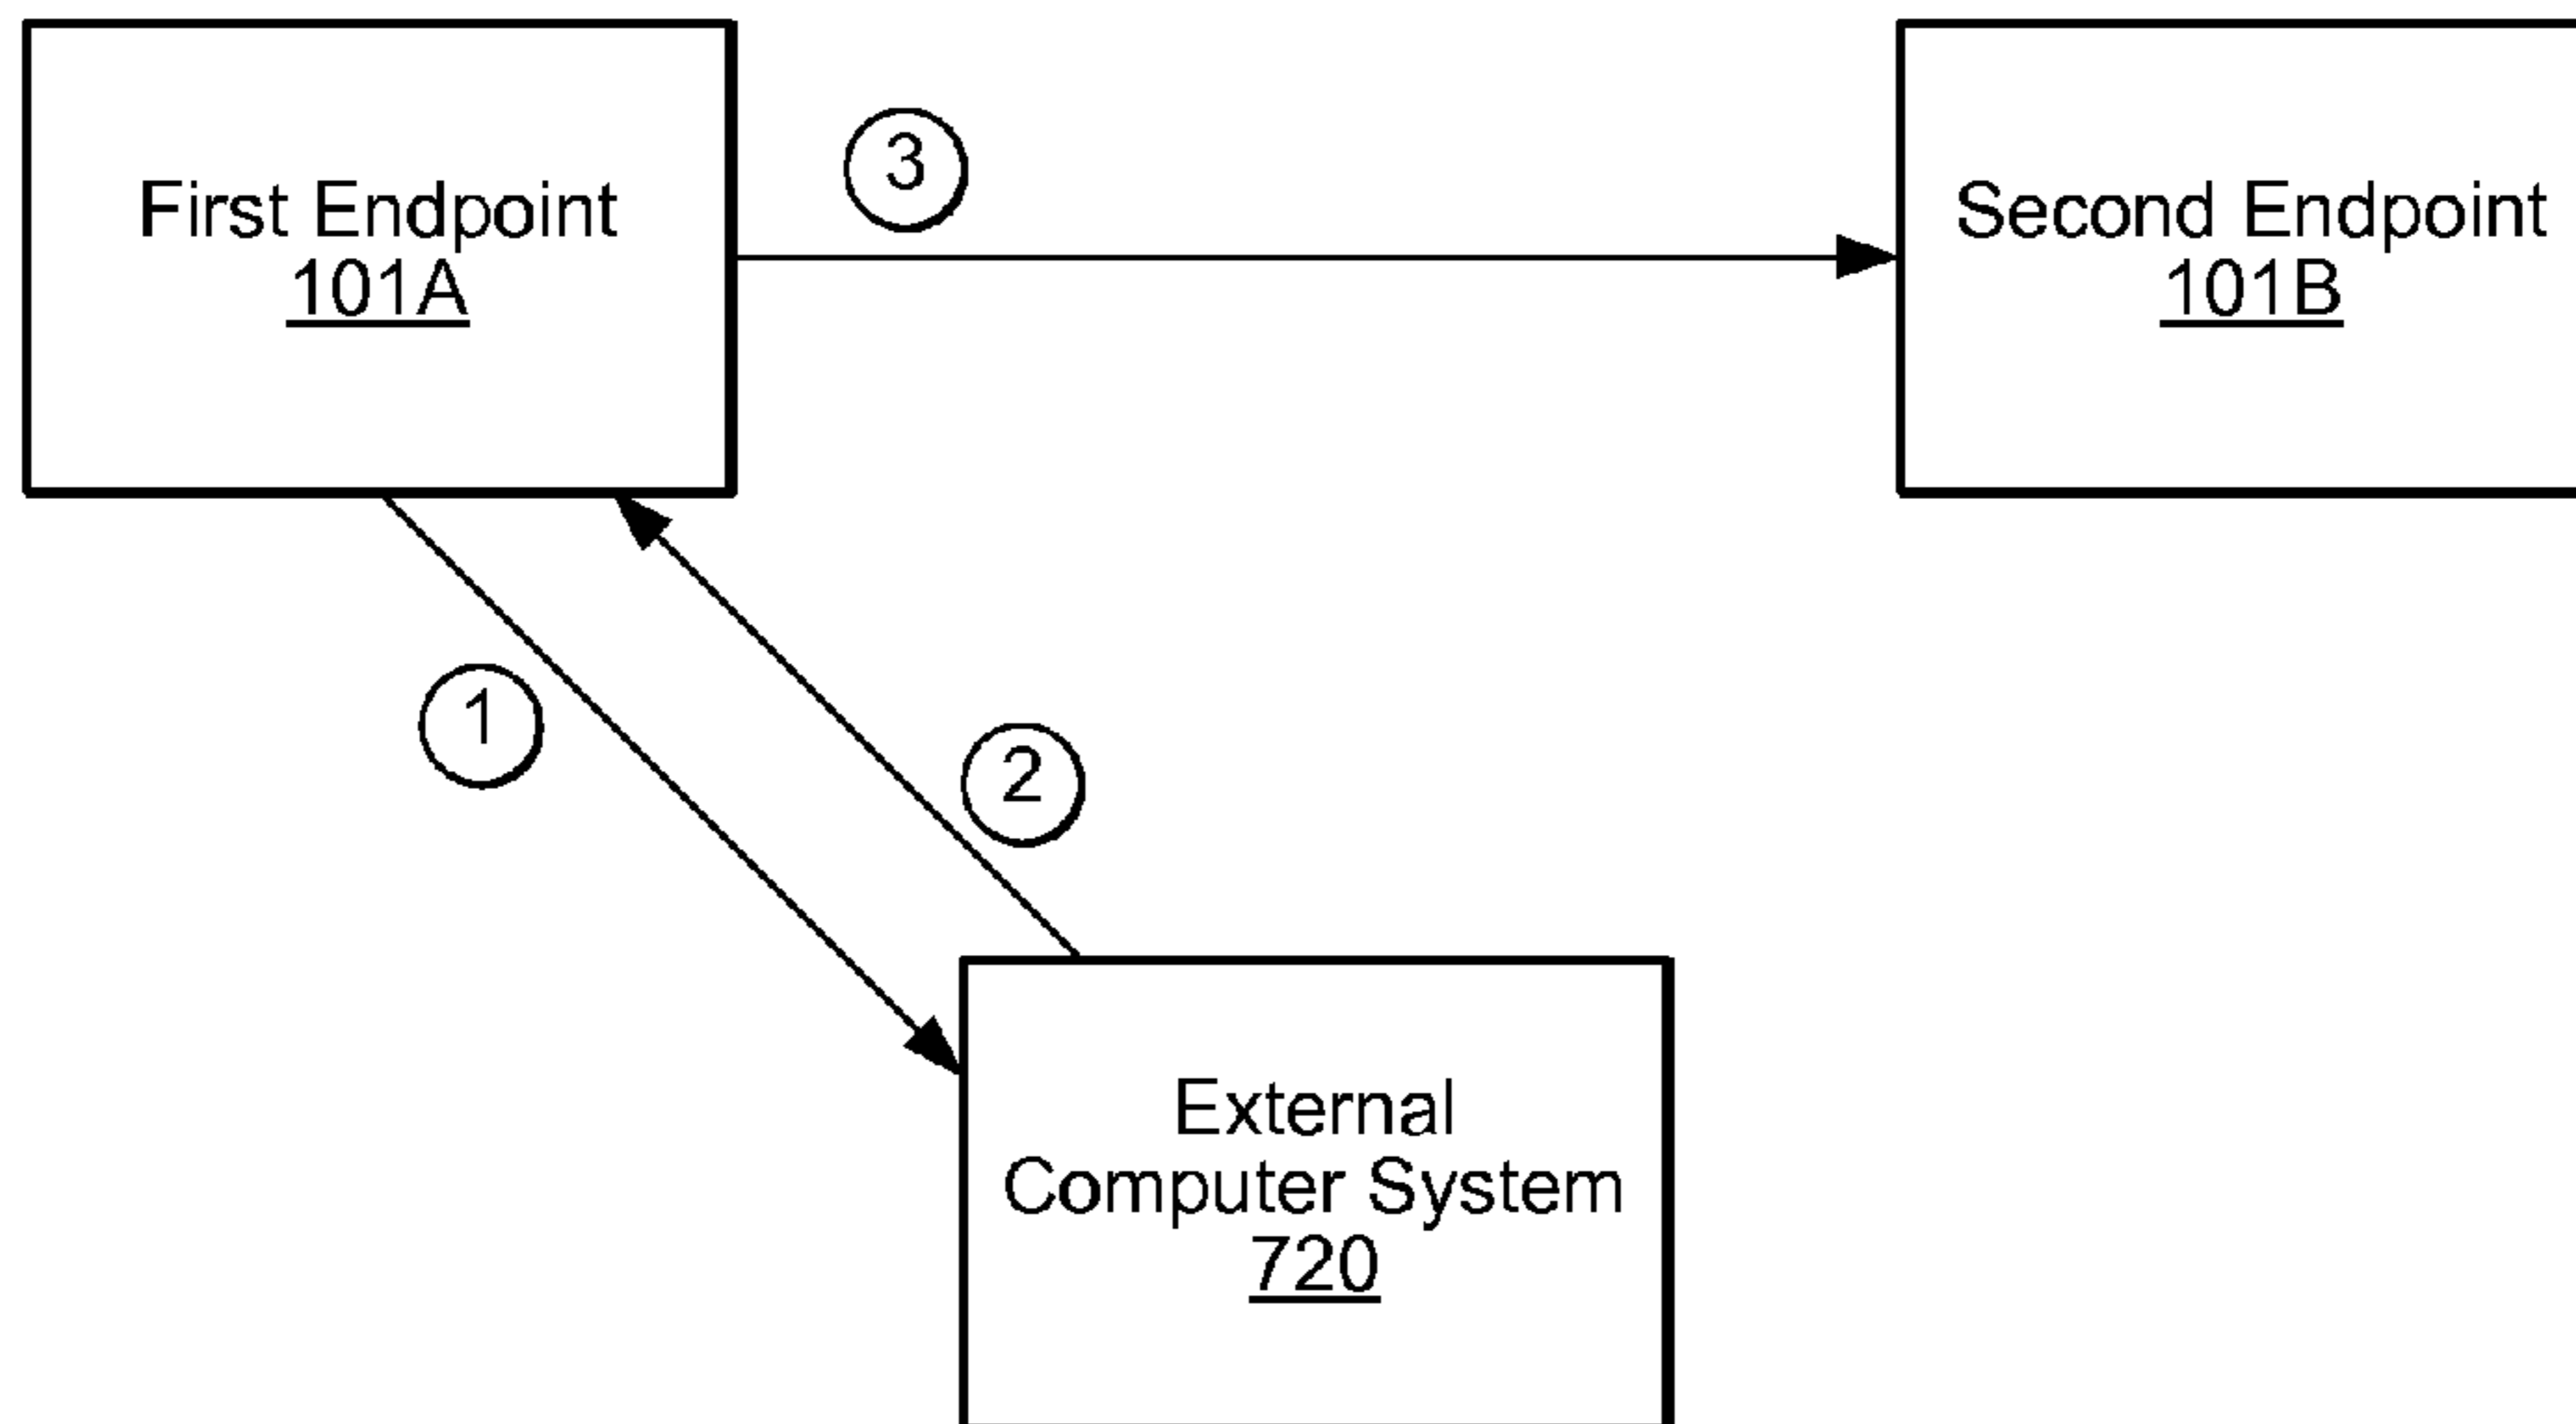 First Endpoint
101A
3
Second Endpoint
101B
1
2
External
Computer System
720